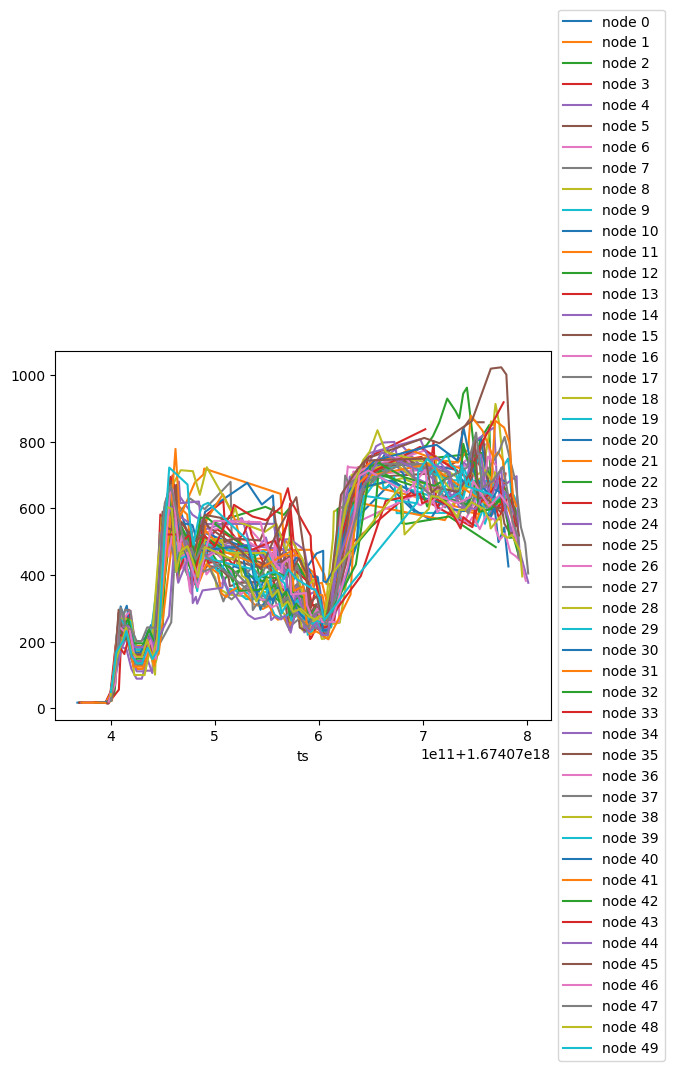 node 0
node 1
node 2
node 3
node 4
node 5
node 6
node 7
node 8
node 9
node 10
node 11
node 12
node 13
node 14
node 15
node 16
node 17
node 18
node 19
node 20
node 21
node 22
node 23
node 24
node 25
node 26
node 27
node 28
node 29
node 30
node 31
node 32
node 33
node 34
node 35
node 36
node 37
node 38
node 39
node 40
node 41
node 42
node 43
node 44
node 45
node 46
node 47
node 48
node 49
1000
800
600
400
200
0
4 5 6 7 8
1e11+1.67407e18
ts